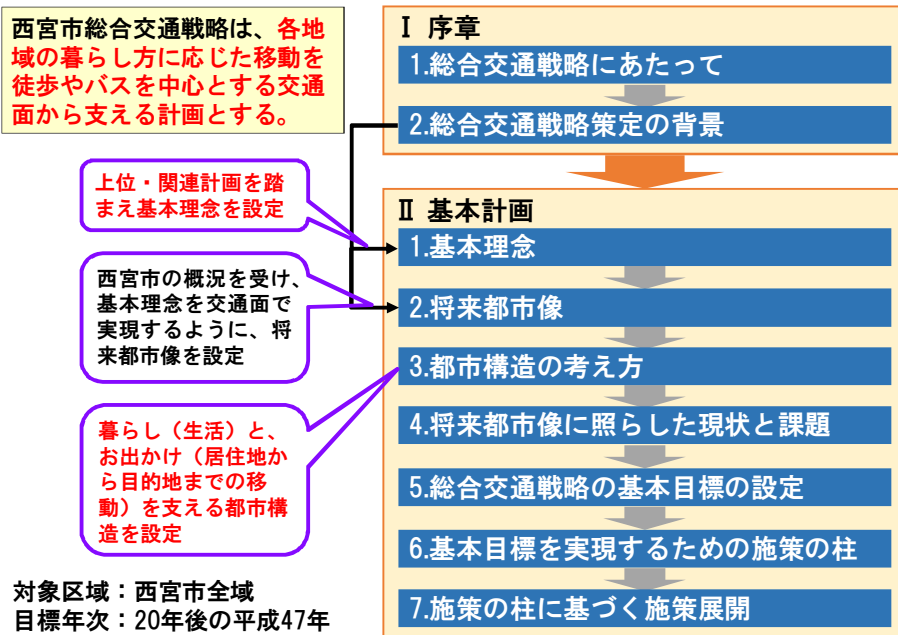 西宮市総合交通戦略は、各地
域の暮らし方に応じた移動を
徒歩やバスを中心とする交通
面から支える計画とする。
Ⅰ 序章
1.総合交通戦略にあたって
2.総合交通戦略策定の背景
上位・関連計画を踏
まえ基本理念を設定
西宮市の概況を受け、
基本理念を交通面で
実現するように、将
来都市像を設定
暮らし（生活）と、
お出かけ（居住地か
ら目的地までの移
動）を支える都市構
造を設定
Ⅱ 基本計画
1.基本理念
2.将来都市像
3.都市構造の考え方
4.将来都市像に照らした現状と課題
5.総合交通戦略の基本目標の設定
6.基本目標を実現するための施策の柱
7.施策の柱に基づく施策展開
対象区域：西宮市全域
目標年次：20年後の平成47年